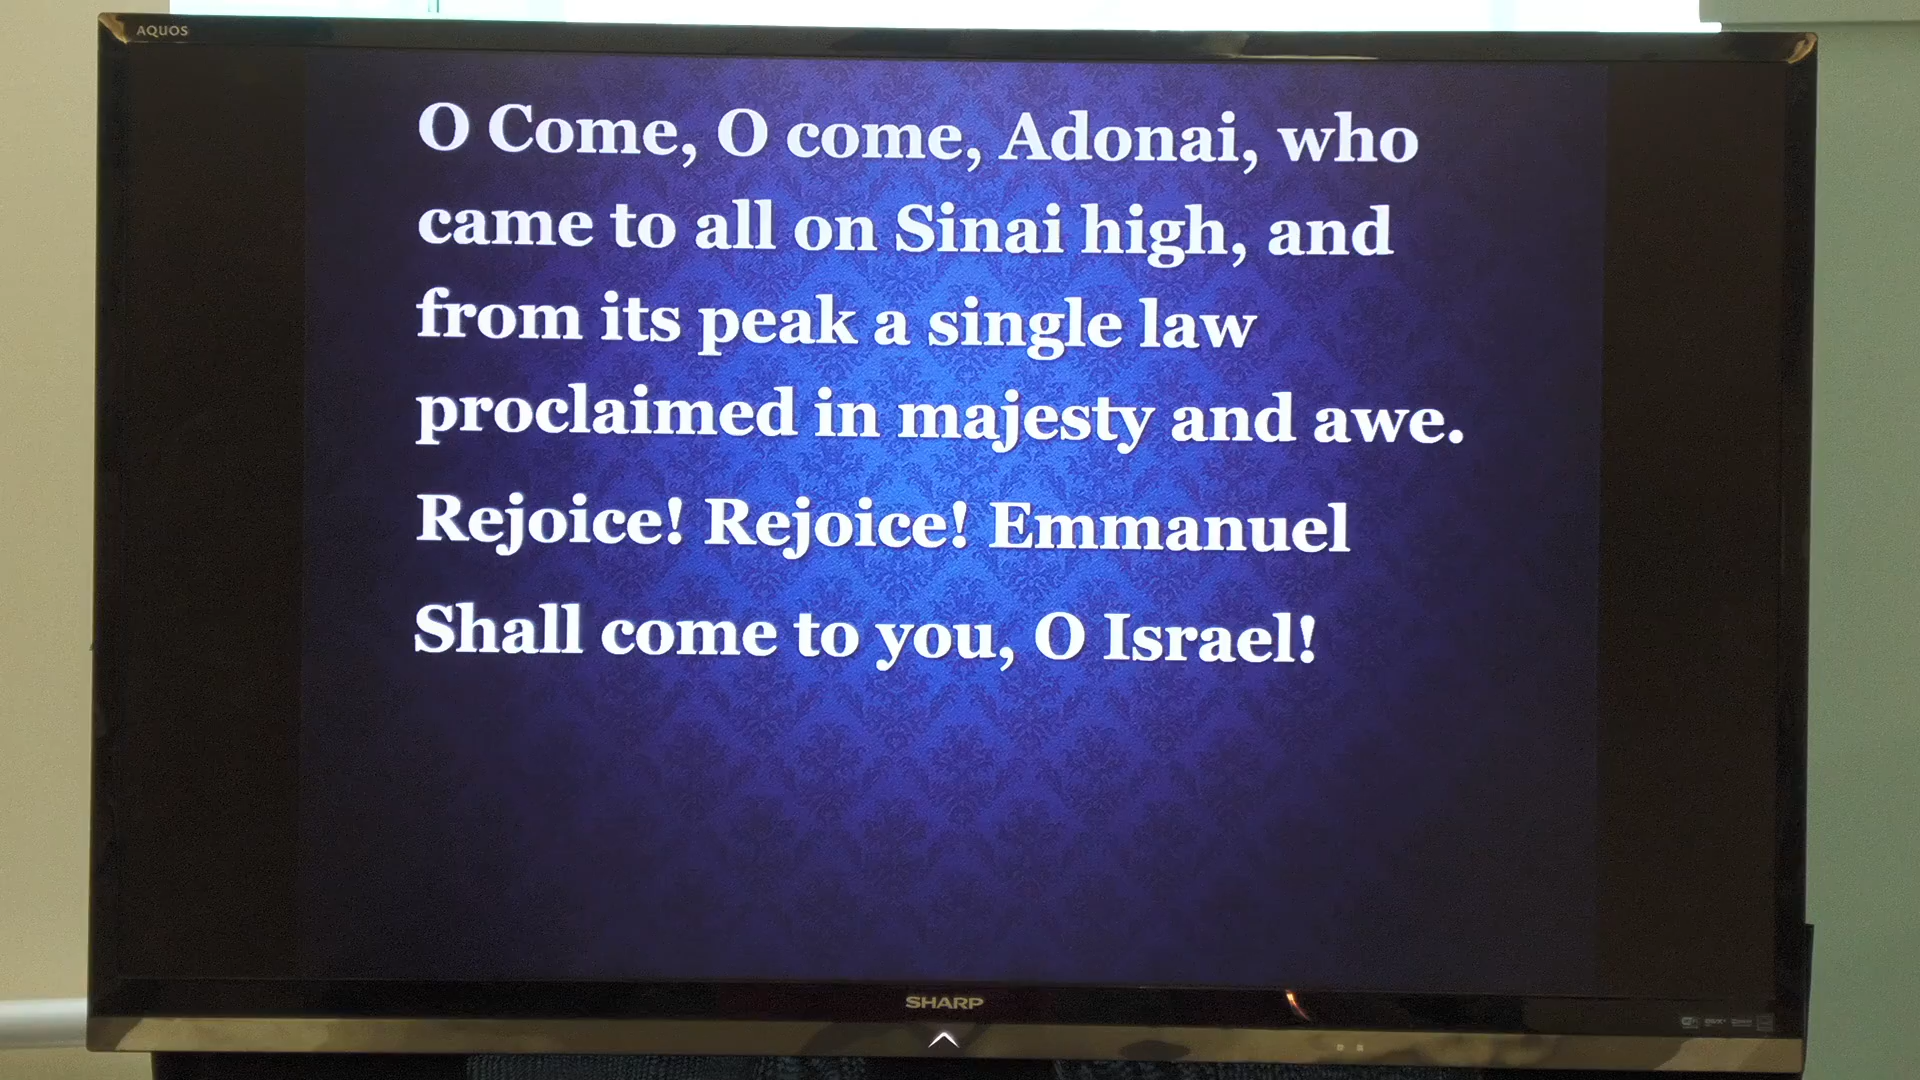 AQUOS
O Come, O come, Adonai, who
came to all on Sinai high, and
from its peak a single law
proclaimed in majesty and awe.
Rejoice! Rejoice! Emmanuel
Shall come to you, O Israel!
SHARP